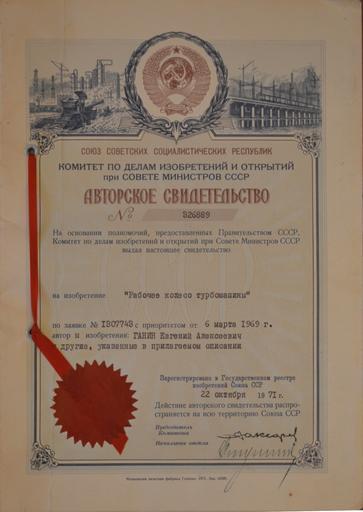 СОЮЗ СОВЕТСКИХ СОЦИАЛИСТИЧЕСКИХ РЕСПУБЛИК
КОМИТЕТ ПО ДЕЛАМ ИЗОБРЕТЕНИЙ И ОТКРЫТИЙ
при СОВЕТЕ МИНИСТРОВ СССР
АВТОРСКОЕ СВИДЕТЕЛЬСТВО
№ 326889
На основании полномочий, предоставленных Правительством СССР,
Комитет по делам изобретений и открытий при Совете Министров СССР
выдал настоящее свидетельство
на изобретение "Рабочее колесо турбомашины"
по заявке № 1307743 с приоритетом от 6 марта 1969 г.
автор изобретения: ГАНИН Евгений Алексеевич
и другие, указанные в прилагаемом описании
Зарегистрировано в Государственном реестре
изобретений Союза ССР
22 октября 1971 г.
Действие авторского свидетельства распро-
страняется на всю территорию Союза ССР
Председатель
Комитета
Начальник отдела